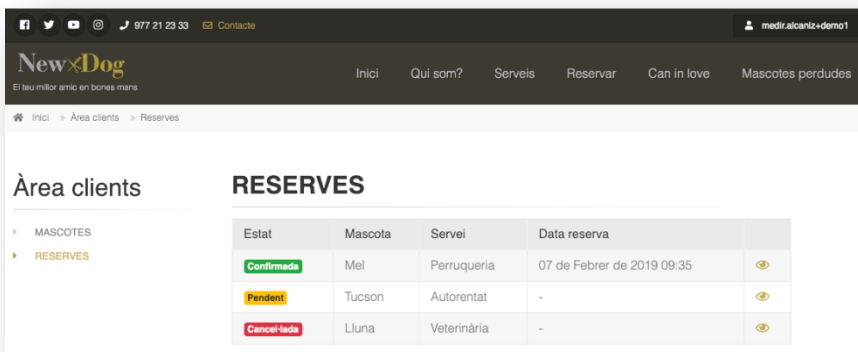 977 21 23 33 Contacte medir.alcaniz+demo1
New Dog
El teu millor amic en bones mans
Inici Qui som? Serveis Reservar Can in love Mascotes perdudes
Inici » Àrea clients » Reserves
Àrea clients
MASCOTES
RESERVES
RESERVES
Estat Mascota Servei Data reserva
Confirmada Mel Perruqueria 07 de Febrer de 2019 09:35
Pendent Tucson Autorentat -
Cancel·lada Lluna Veterinària -